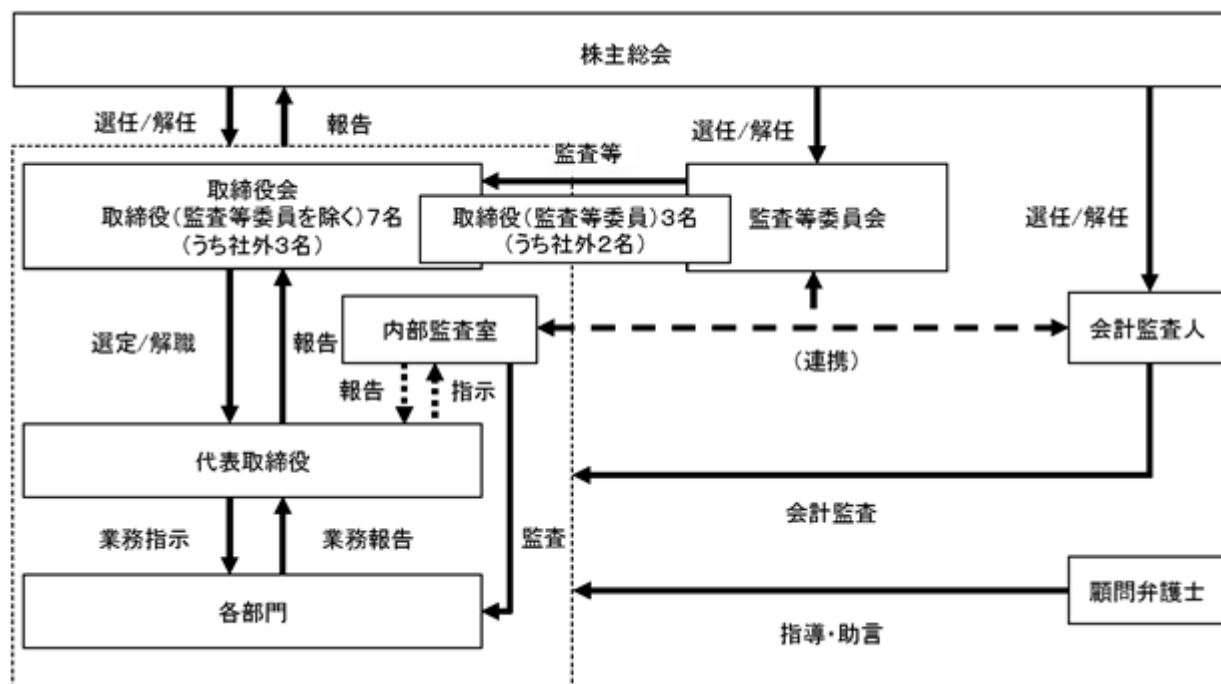 株主総会
選任/解任
報告
選任/解任
選任/解任
監査等
取締役会
取締役(監査等委員を除く)7名
(うち社外3名)
取締役(監査等委員)3名
(うち社外2名)
監査等委員会
内部監査室
(連携)
会計監査人
選定/解職
報告
報告
指示
代表取締役
会計監査
業務指示
業務報告
監査
各部門
顧問弁護士
指導・助言